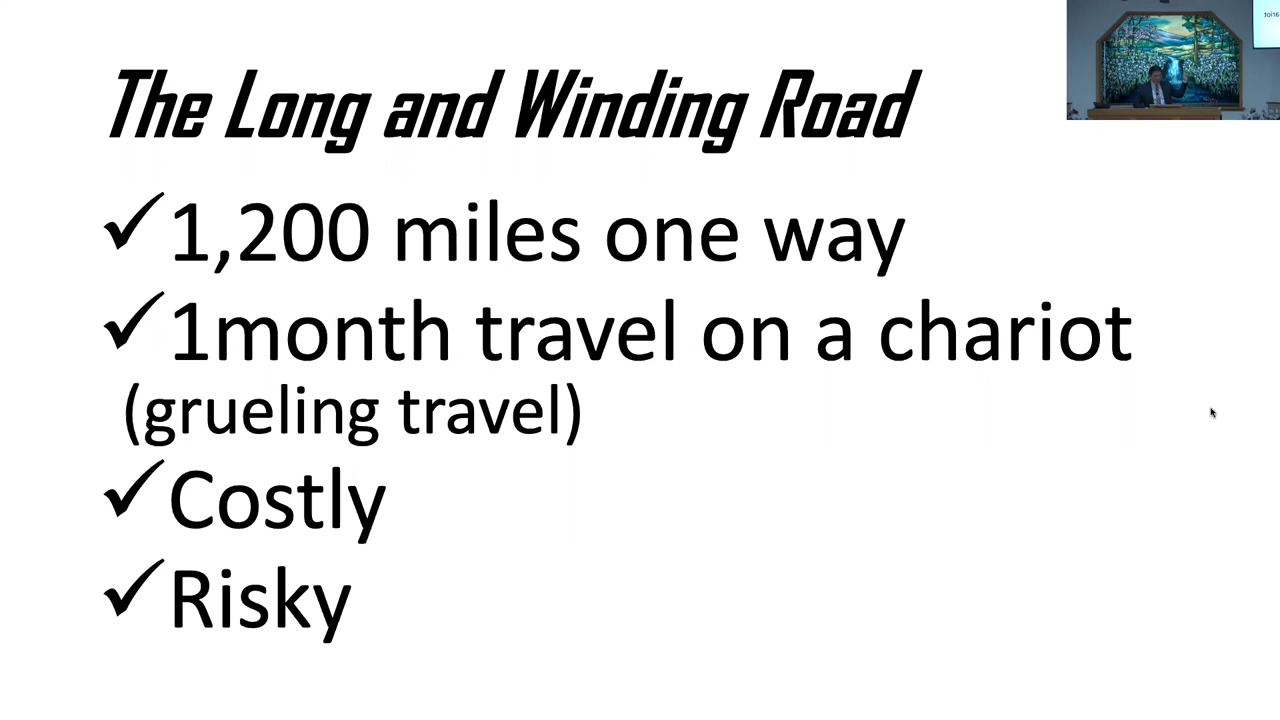 The Long and Winding Road
✓1,200 miles one way
✓1month travel on a chariot
(grueling travel)
✓Costly
✓Risky